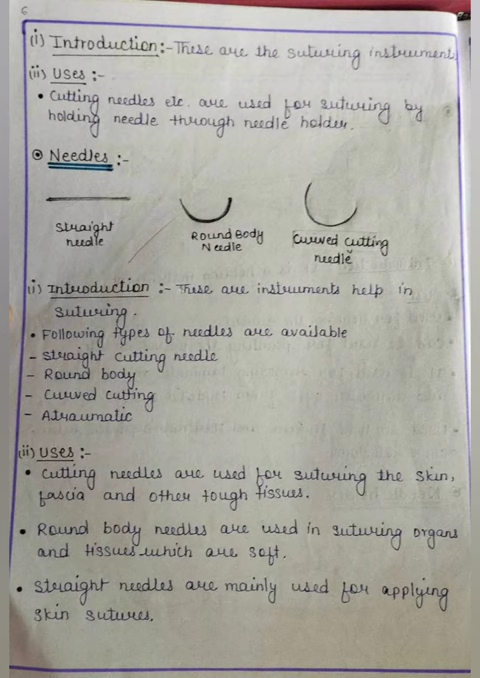 6
(i) Introduction:- These are the suturing instruments
(ii) Uses :-
• Cutting needles etc. are used for suturing by
holding needle through needle holder.
⊙ Needles :-
Straight needle
Round Body Needle
Curved cutting needle
(i) Introduction :- These are instruments help in
suturing.
• Following types of needles are available
- Straight cutting needle
- Round body
- Curved cutting
- Atraumatic
(ii) Uses :-
• Cutting needles are used for suturing the skin,
fascia and other tough tissues.
• Round body needles are used in suturing organs
and tissues which are soft.
• Straight needles are mainly used for applying
skin sutures.